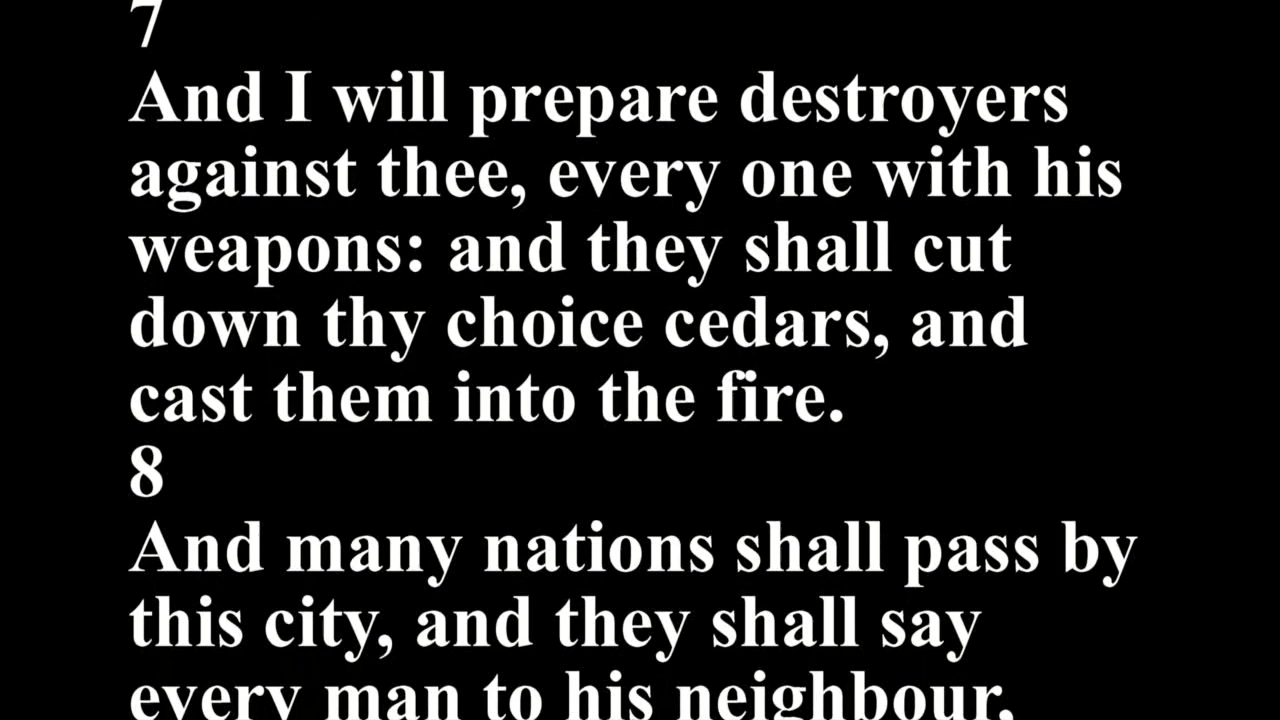 7
And I will prepare destroyers
against thee, every one with his
weapons: and they shall cut
down thy choice cedars, and
cast them into the fire.
8
And many nations shall pass by
this city, and they shall say
every man to his neighbour,